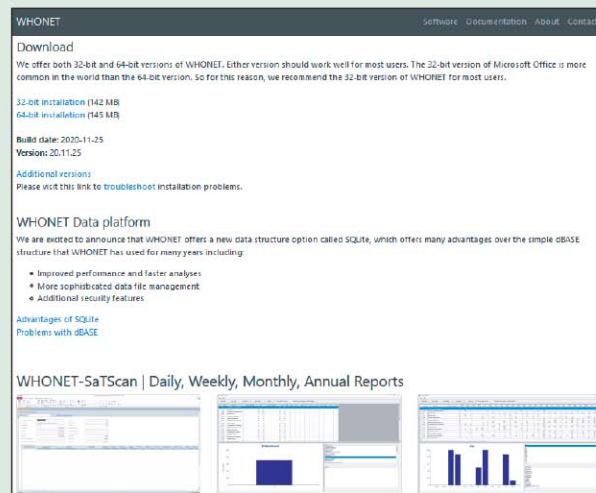 WHONET
Software Documentation About Contact
Download
We offer both 32-bit and 64-bit versions of WHONET. Either version should work well for most users. The 32-bit version of Microsoft Office is more
common in the world than the 64-bit version. So for this reason, we recommend the 32-bit version of WHONET for most users.
32-bit installation (142 MB)
64-bit installation (145 MB)
Build date: 2020-11-25
Version: 20.11.25
Additional versions
Please visit this link to troubleshoot installation problems.
WHONET Data platform
We are excited to announce that WHONET offers a new data structure option called SQLite, which offers many advantages over the simple dBASE
structure that WHONET has used for many years including:
• Improved performance and faster analyses
• More sophisticated data file management
• Additional security features
Advantages of SQLite
Problems with dBASE
WHONET-SaTScan | Daily, Weekly, Monthly, Annual Reports